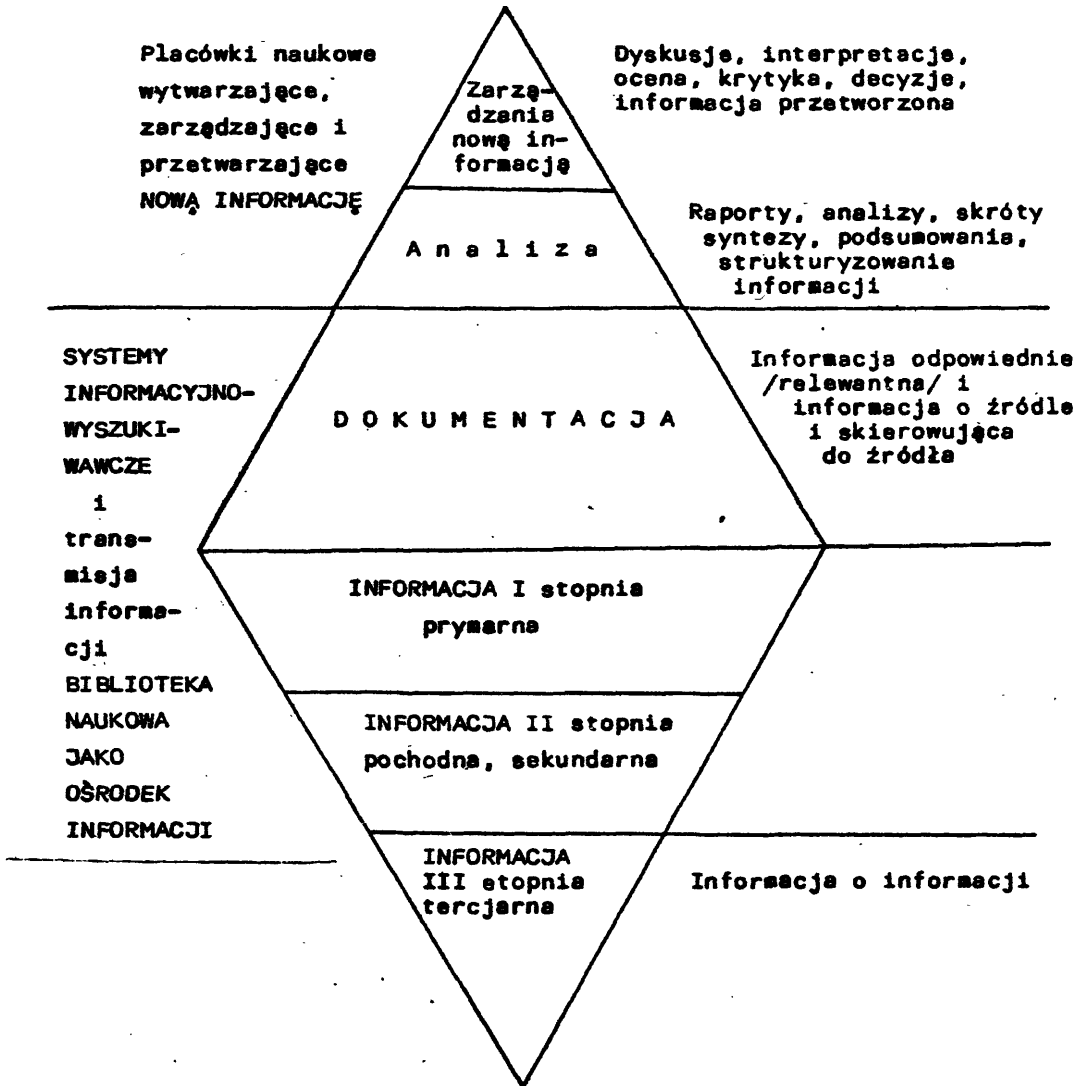 Placówki naukowe
wytwarzające,
zarządzające i
przetwarzające
NOWĄ INFORMACJĘ
Zarzą-
dzania
nową in-
formacją
Dyskusje, interpretacje,
ocena, krytyka, decyzje,
informacja przetworzona
Analiza
Raporty, analizy, skróty
syntezy, podsumowania,
strukturyzowanie
informacji
SYSTEMY
INFORMACYJNO-
WYSZUKI-
WAWCZE
i
trans-
misja
informa-
cji
BIBLIOTEKA
NAUKOWA
JAKO
OŚRODEK
INFORMACJI
DOKUMENTACJA
Informacja odpowiednie
/relewantna/ i
informacja o źródle
i skierowująca
do źródła
INFORMACJA I stopnia
prymarna
INFORMACJA II stopnia
pochodna, sekundarna
INFORMACJA
III stopnia
tercjarna
Informacja o informacji